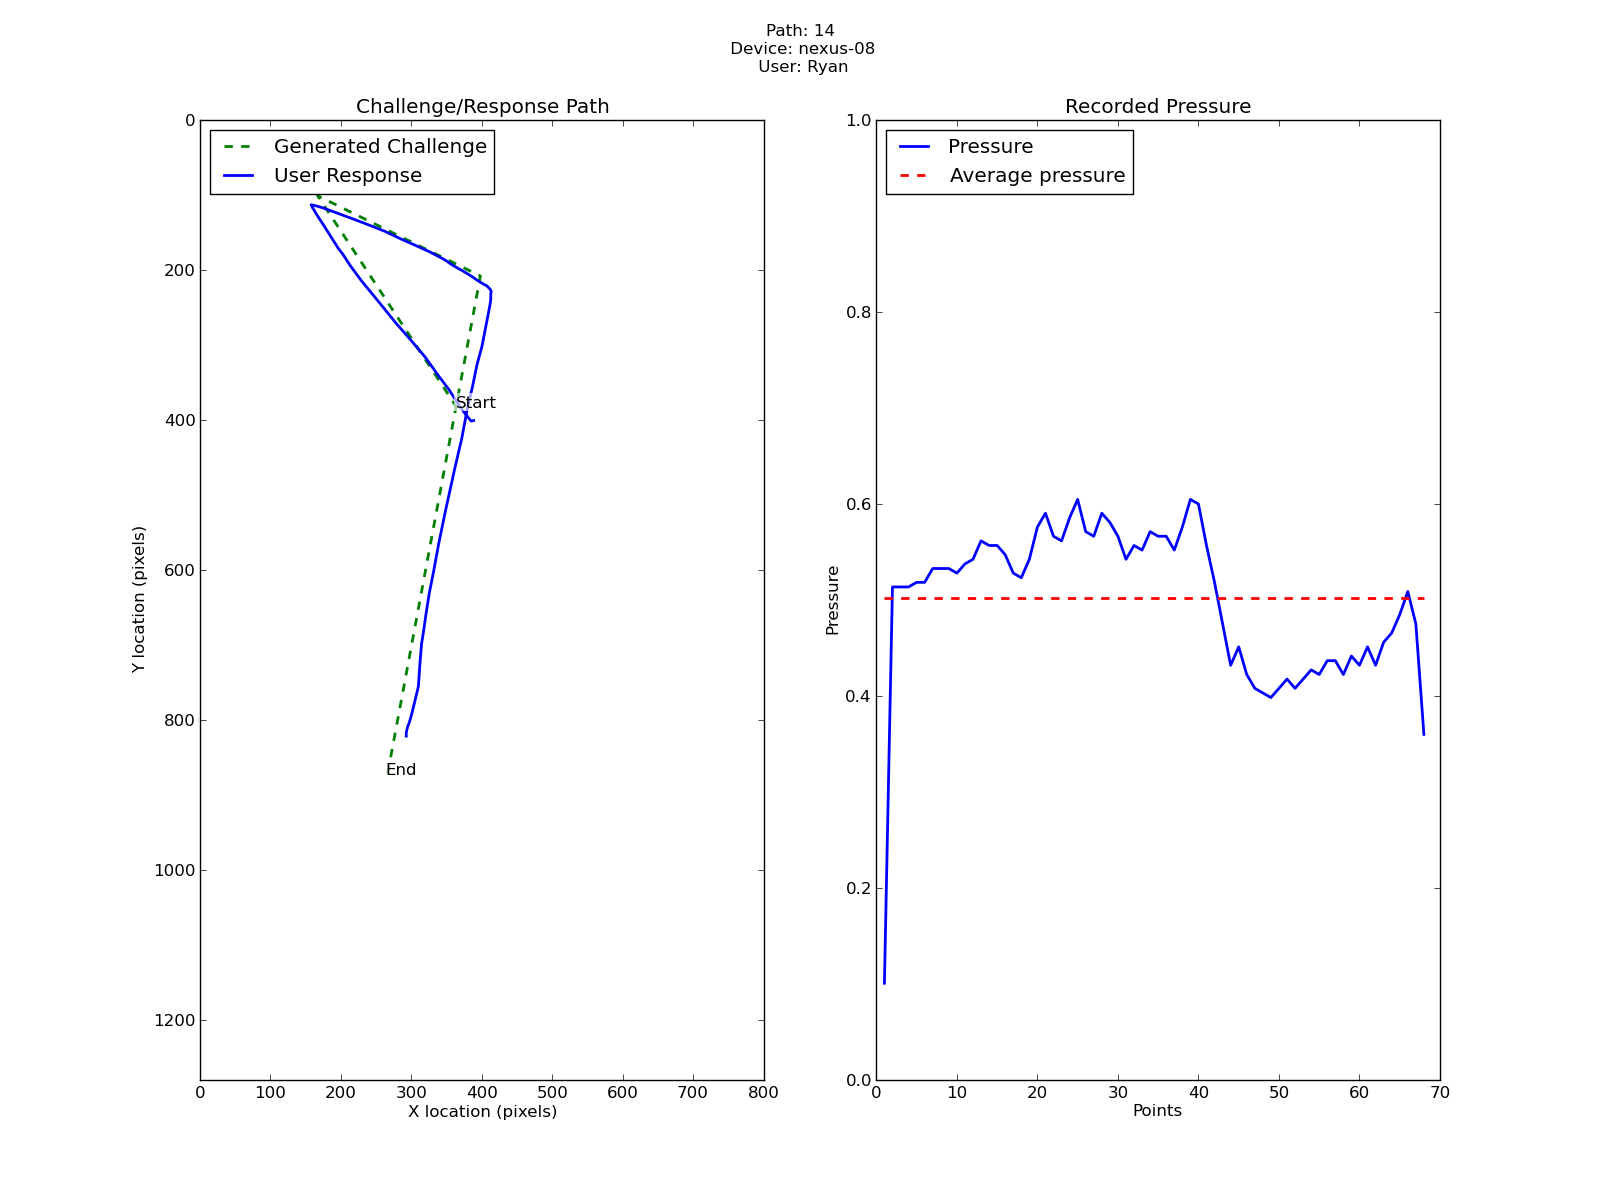 Path: 14
Device: nexus-08
User: Ryan
Challenge/Response Path
Generated Challenge
User Response
0
200
400
600
800
1000
1200
Y location (pixels)
Start
End
0 100 200 300 400 500 600 700 800
X location (pixels)
Recorded Pressure
Pressure
Average pressure
1.0
0.8
0.6
0.4
0.2
0.0
Pressure
0 10 20 30 40 50 60 70
Points